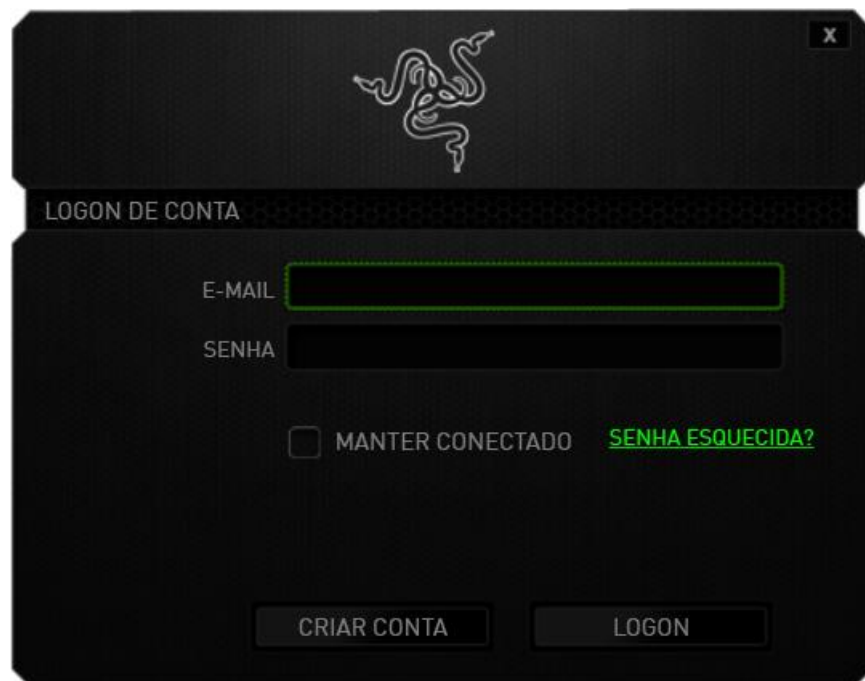 X
LOGON DE CONTA
E-MAIL
SENHA
MANTER CONECTADO SENHA ESQUECIDA?
CRIAR CONTA LOGON